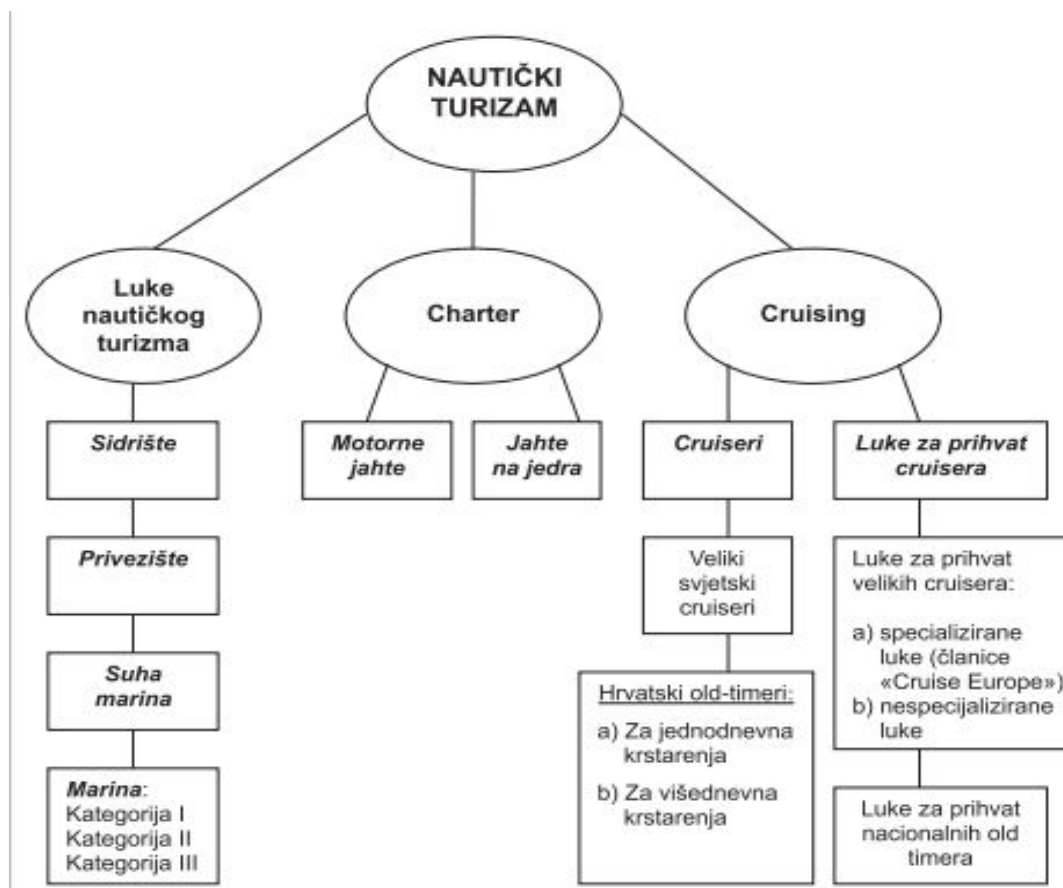 NAUTIČKI
TURIZAM
Luke
nautičkog
turizma
Charter
Cruising
Sidrište
Privezište
Suha
marina
Marina:
Kategorija I
Kategorija II
Kategorija III
Motorne
jahte
Jahte
na jedra
Cruiseri
Veliki
svjetski
cruiseri
Hrvatski old-timeri:
a) Za jednodnevna
krstarenja
b) Za višednevna
krstarenja
Luke za prihvat
cruisera
Luke za prihvat
velikih cruisera:
a) specializirane
luke (članice
«Cruise Europe»)
b) nespecijalizirane
luke
Luke za prihvat
nacionalnih old
timera